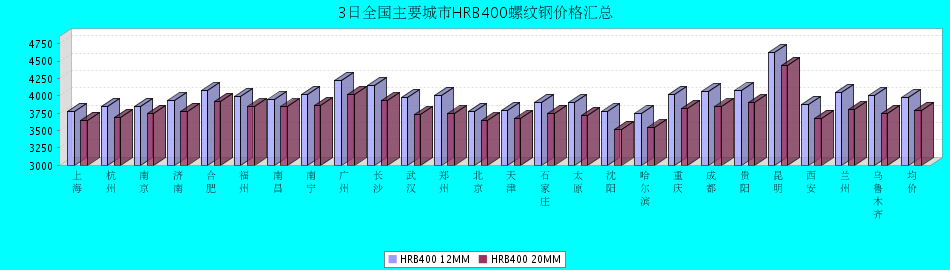 3日全国主要城市HRB400螺纹钢价格汇总
4750
4500
4250
4000
3750
3500
3250
3000
上海 杭州 南京 济南 合肥 福州 南昌 南宁 广州 长沙 武汉 郑州 北京 天津 石家庄 太原 沈阳 哈尔滨 重庆 成都 贵阳 昆明 西安 兰州 乌鲁木齐 均价
HRB400 12MM HRB400 20MM